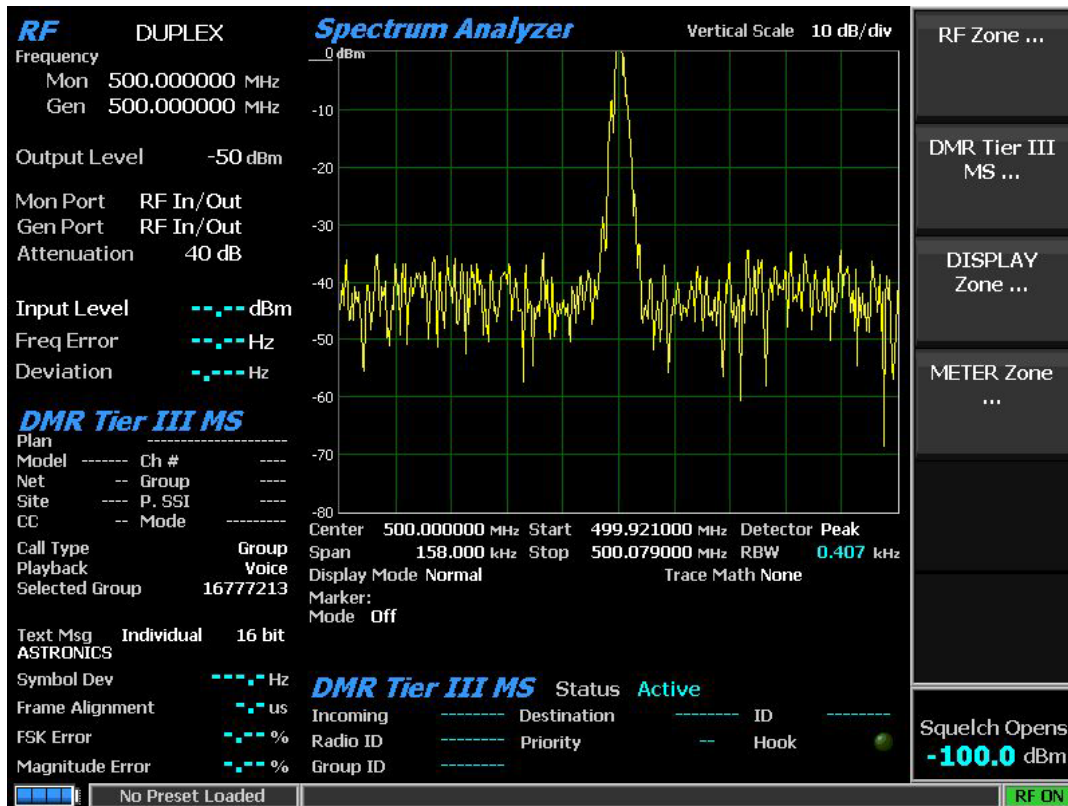 RF DUPLEX
Frequency
Mon 500.000000 MHz
Gen 500.000000 MHz
Output Level -50 dBm
Mon Port RF In/Out
Gen Port RF In/Out
Attenuation 40 dB
Input Level --.-- dBm
Freq Error --.-- Hz
Deviation -.--- Hz
DMR Tier III MS
Plan ---------------------
Model ------- Ch # ----
Net -- Group ----
Site ---- P. SSI ----
CC -- Mode ---------
Call Type Group
Playback Voice
Selected Group 16777213
Text Msg Individual 16 bit
ASTRONICS
Symbol Dev ---.- Hz
Frame Alignment -.- us
FSK Error -.-- %
Magnitude Error -.-- %
Spectrum Analyzer Vertical Scale 10 dB/div
0 dBm
-10
-20
-30
-40
-50
-60
-70
-80
Center 500.000000 MHz Start 499.921000 MHz Detector Peak
Span 158.000 kHz Stop 500.079000 MHz RBW 0.407 kHz
Display Mode Normal Trace Math None
Marker:
Mode Off
DMR Tier III MS Status Active
Incoming -------- Destination -------- ID --------
Radio ID -------- Priority -- Hook
Group ID --------
RF Zone ...
DMR Tier III
MS ...
DISPLAY
Zone ...
METER Zone
...
Squelch Opens
-100.0 dBm
No Preset Loaded
RF ON